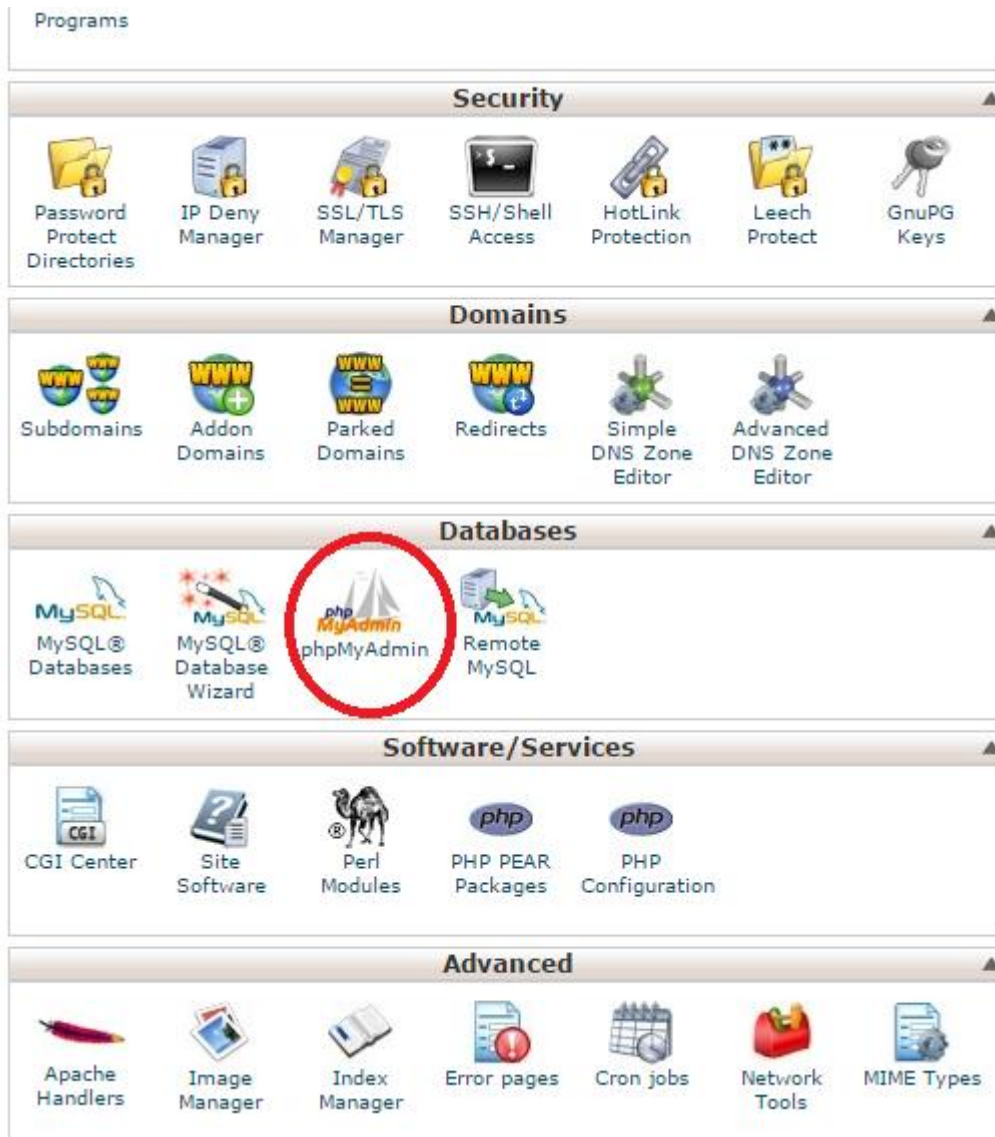 Programs
Security
Password
Protect
Directories
IP Deny
Manager
SSL/TLS
Manager
SSH/Shell
Access
HotLink
Protection
Leech
Protect
GnuPG
Keys
Domains
Subdomains
Addon
Domains
Parked
Domains
Redirects
Simple
DNS Zone
Editor
Advanced
DNS Zone
Editor
Databases
MySQL
MySQL®
Databases
MySQL
MySQL®
Database
Wizard
php
MyAdmin
phpMyAdmin
MySQL
Remote
MySQL
Software/Services
CGI
CGI Center
Site
Software
®
Perl
Modules
php
PHP PEAR
Packages
php
PHP
Configuration
Advanced
Apache
Handlers
Image
Manager
Index
Manager
Error pages
Cron jobs
Network
Tools
MIME Types